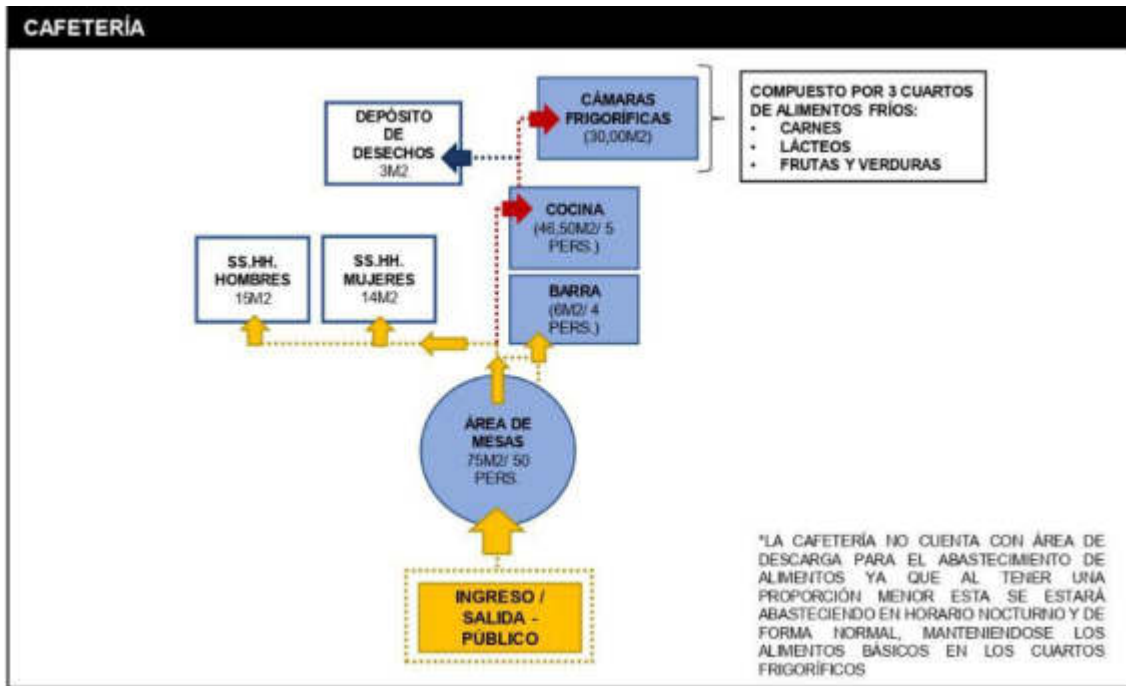 CAFETERÍA
CÁMARAS
FRIGORÍFICAS
(30,00M2)
COMPUESTO POR 3 CUARTOS
DE ALIMENTOS FRÍOS:
• CARNES
• LÁCTEOS
• FRUTAS Y VERDURAS
DEPÓSITO
DE
DESECHOS
3M2
COCINA
(46,50M2/ 5
PERS.)
SS.HH.
HOMBRES
15M2
SS.HH.
MUJERES
14M2
BARRA
(6M2/ 4
PERS.)
ÁREA DE
MESAS
75M2/ 50
PERS.
INGRESO /
SALIDA -
PÚBLICO
*LA CAFETERÍA NO CUENTA CON ÁREA DE
DESCARGA PARA EL ABASTECIMIENTO DE
ALIMENTOS YA QUE AL TENER UNA
PROPORCIÓN MENOR ESTA SE ESTARÁ
ABASTECIENDO EN HORARIO NOCTURNO Y DE
FORMA NORMAL, MANTENIENDOSE LOS
ALIMENTOS BÁSICOS EN LOS CUARTOS
FRIGORÍFICOS